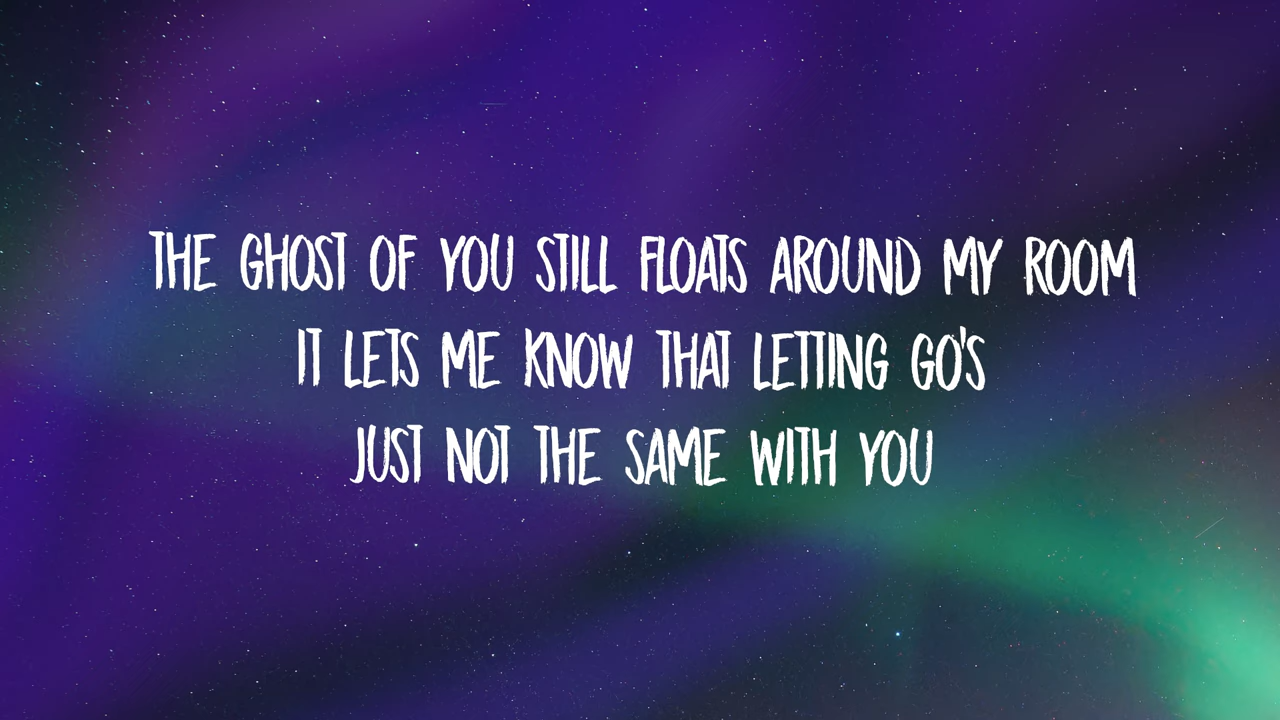 THE GHOST OF YOU STILL FLOATS AROUND MY ROOM
IT LETS ME KNOW THAT LETTING GO'S
JUST NOT THE SAME WITH YOU